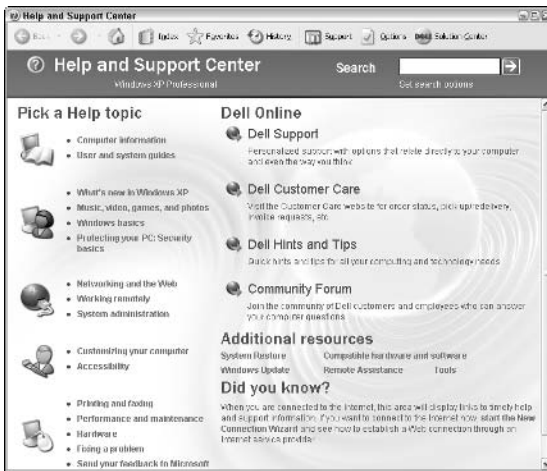 Help and Support Center
Back
Index
Favorites
History
Support
Options
DELL
Solution Center
Help and Support Center
Windows XP Professional
Search
Set search options
Pick a Help topic
Computer information
User and system guides
What's new in Windows XP
Music, video, games, and photos
Windows basics
Protecting your PC: Security
basics
Networking and the Web
Working remotely
System administration
Customizing your computer
Accessibility
Printing and faxing
Performance and maintenance
Hardware
Fixing a problem
Send your feedback to Microsoft
Dell Online
Dell Support
Personalized support with options that relate directly to your computer
and even the way you think
Dell Customer Care
Visit the Customer Care website for order status, pick up/redelivery,
invoice requests, etc
Dell Hints and Tips
Quick hints and tips for all your computing and technology needs
Community Forum
Join the community of Dell customers and employees who can answer
your computer questions
Additional resources
System Restore
Compatible hardware and software
Windows Update
Remote Assistance
Tools
Did you know?
When you are connected to the Internet, this area will display links to timely help
and support information. If you want to connect to the Internet now, start the New
Connection Wizard and see how to establish a Web connection through an
Internet service provider